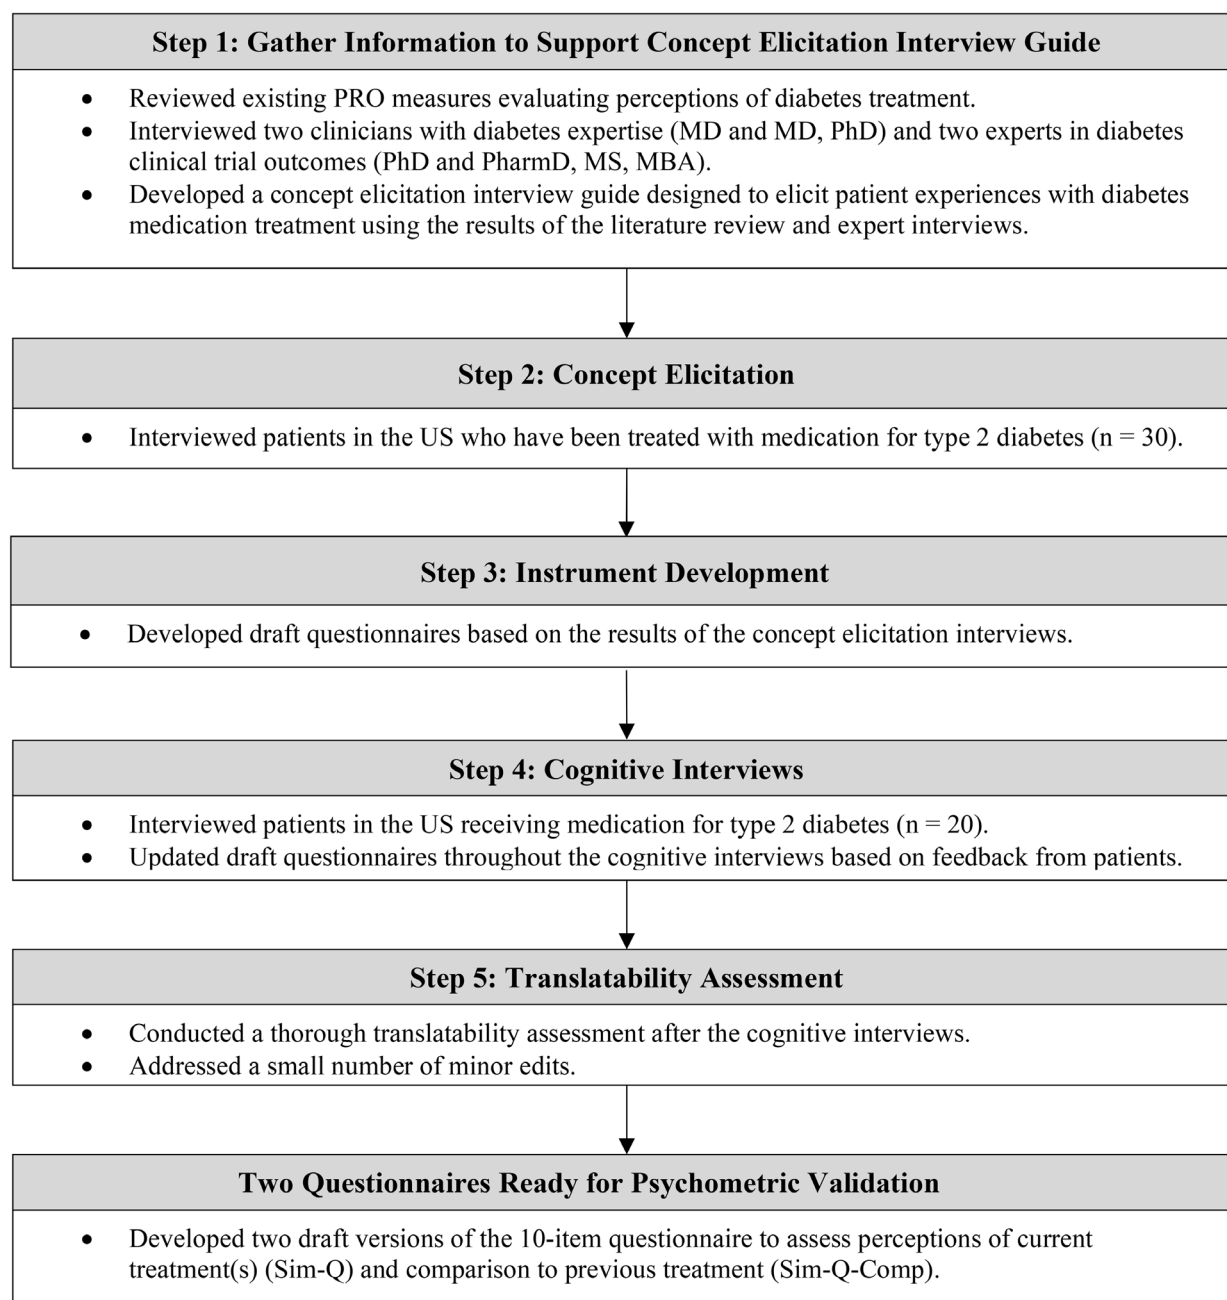 Step 1: Gather Information to Support Concept Elicitation Interview Guide
• Reviewed existing PRO measures evaluating perceptions of diabetes treatment.
• Interviewed two clinicians with diabetes expertise (MD and MD, PhD) and two experts in diabetes
clinical trial outcomes (PhD and PharmD, MS, MBA).
• Developed a concept elicitation interview guide designed to elicit patient experiences with diabetes
medication treatment using the results of the literature review and expert interviews.
Step 2: Concept Elicitation
• Interviewed patients in the US who have been treated with medication for type 2 diabetes (n = 30).
Step 3: Instrument Development
• Developed draft questionnaires based on the results of the concept elicitation interviews.
Step 4: Cognitive Interviews
• Interviewed patients in the US receiving medication for type 2 diabetes (n = 20).
• Updated draft questionnaires throughout the cognitive interviews based on feedback from patients.
Step 5: Translatability Assessment
• Conducted a thorough translatability assessment after the cognitive interviews.
• Addressed a small number of minor edits.
Two Questionnaires Ready for Psychometric Validation
• Developed two draft versions of the 10-item questionnaire to assess perceptions of current
treatment(s) (Sim-Q) and comparison to previous treatment (Sim-Q-Comp).